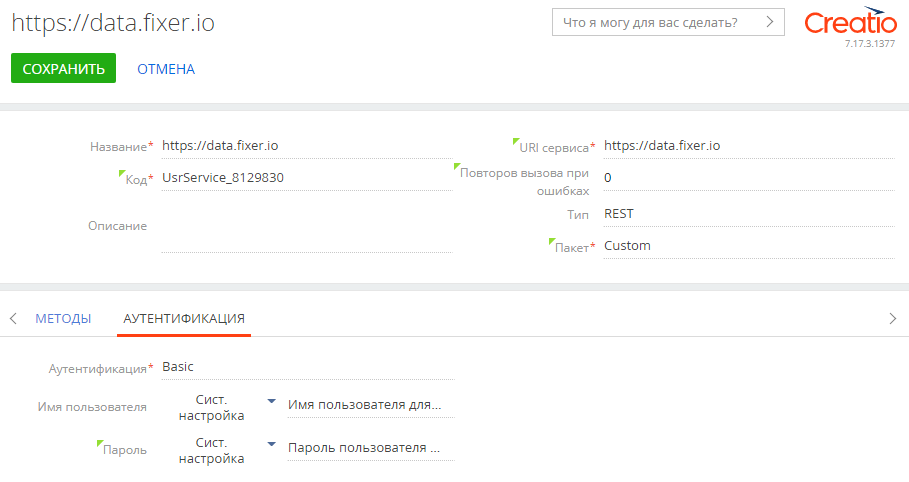 https://data.fixer.io
Что я могу для вас сделать?
Creatio
7.17.3.1377
СОХРАНИТЬ
ОТМЕНА
Название* https://data.fixer.io
URI сервиса* https://data.fixer.io
Код* UsrService_8129830
Повторов вызова при
ошибках
0
Описание
Тип REST
Пакет* Custom
МЕТОДЫ
АУТЕНТИФИКАЦИЯ
Аутентификация* Basic
Имя пользователя
Сист.
настройка
Имя пользователя для...
Пароль
Сист.
настройка
Пароль пользователя ...